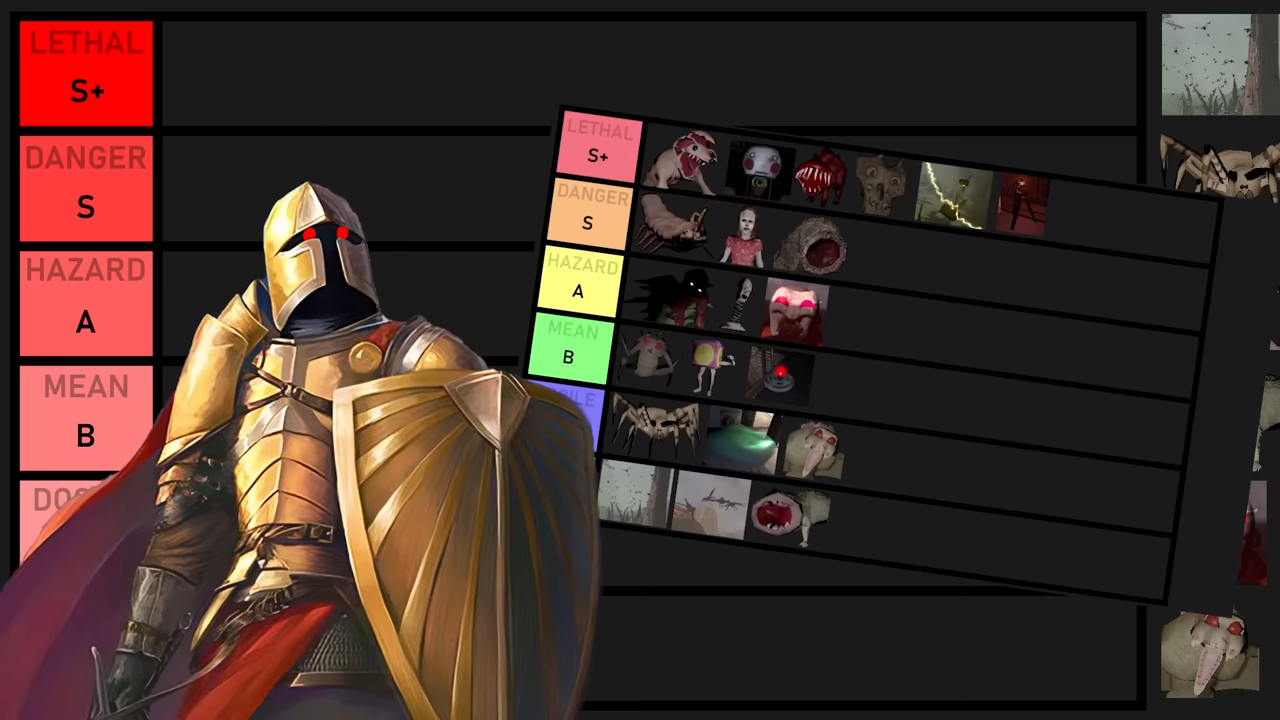 LETHAL
S+
DANGER
S
HAZARD
A
MEAN
B
LETHAL
S+
DANGER
S
HAZARD
A
MEAN
B